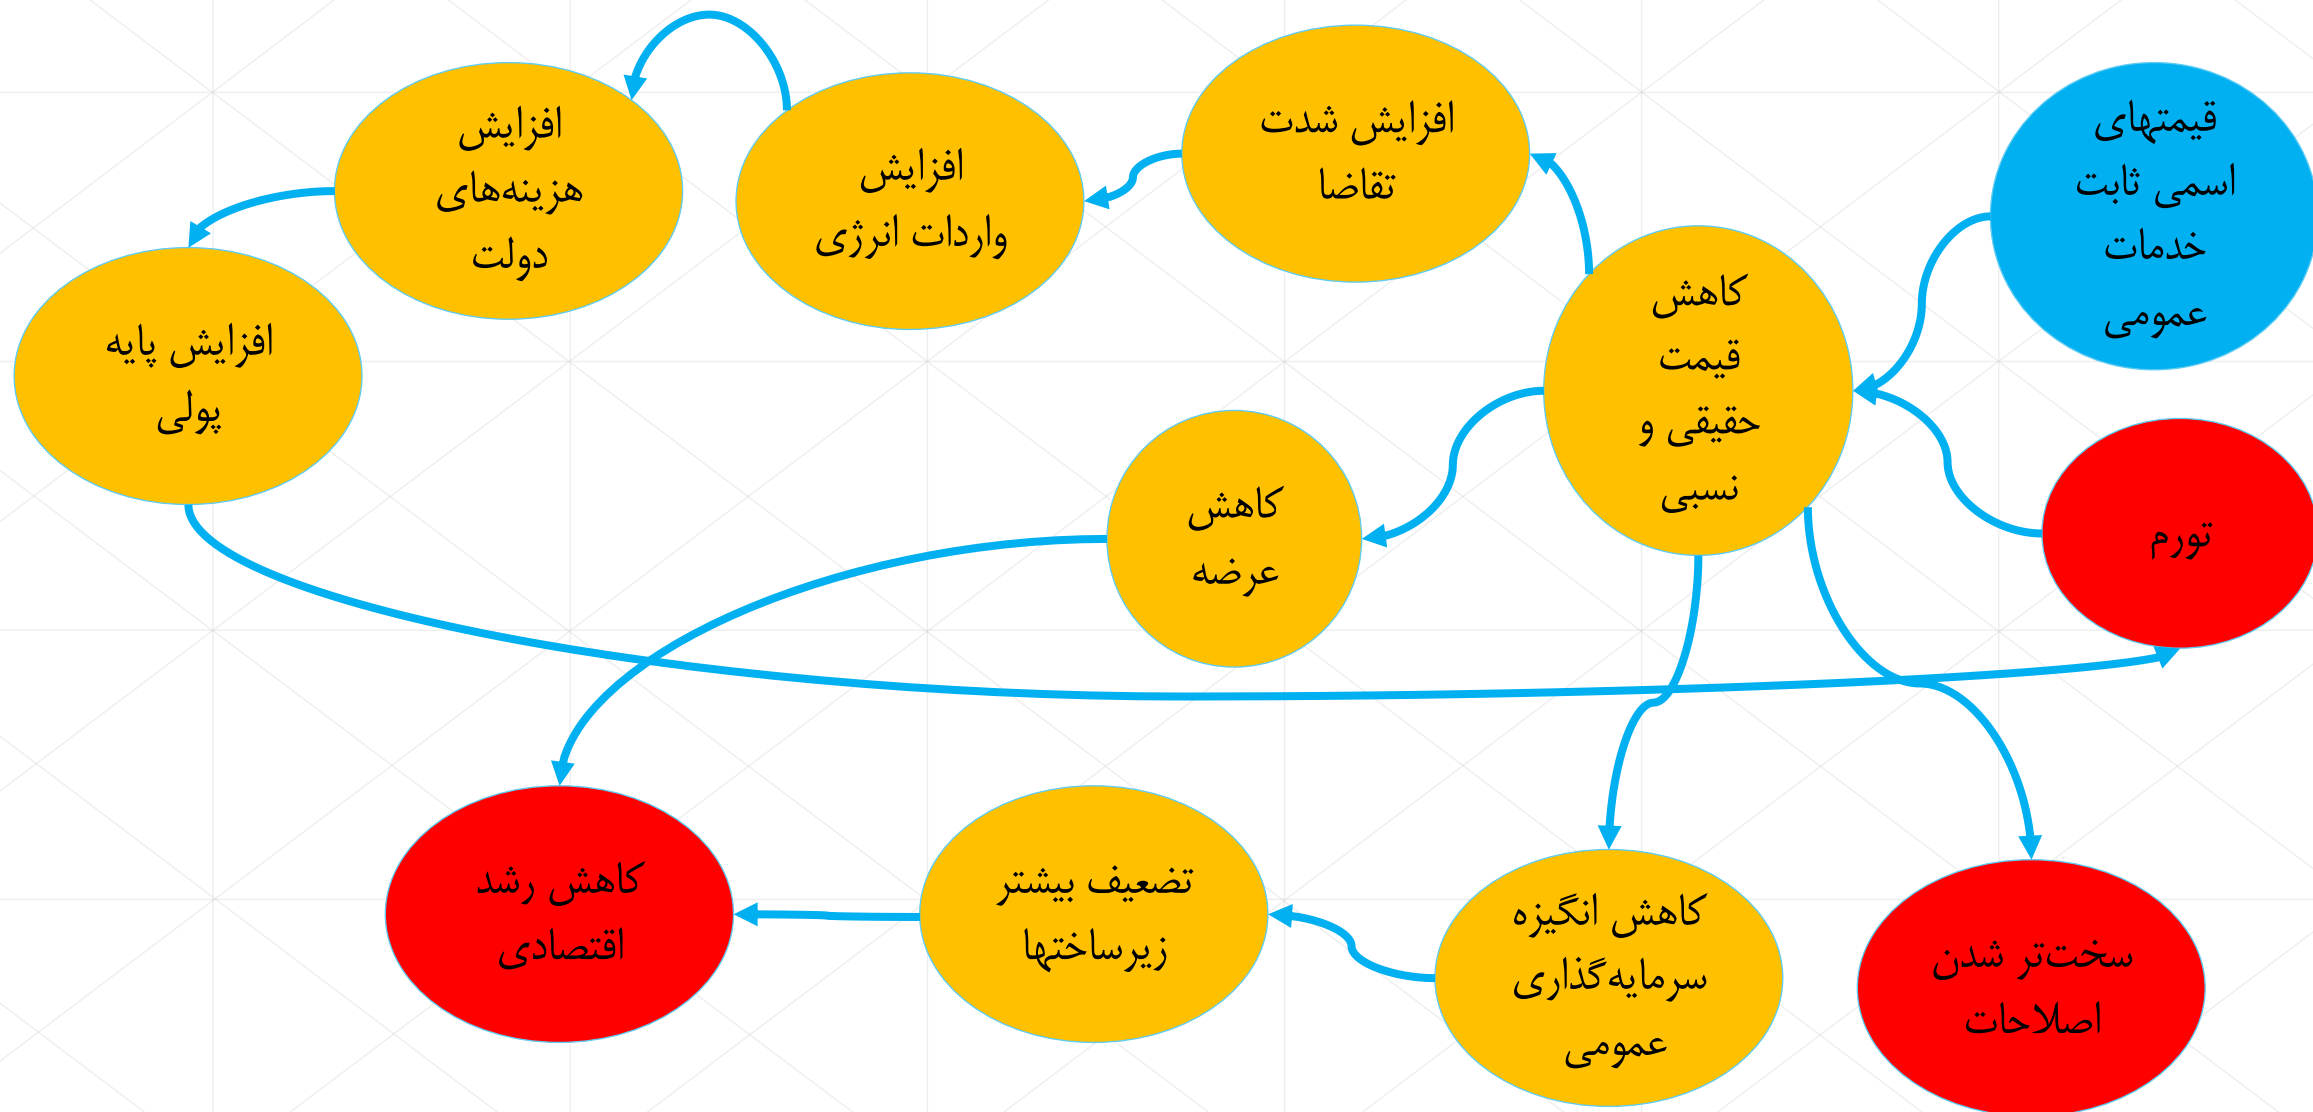 قیمتهای
اسمی ثابت
خدمات
عمومی
تورم
کاهش
قیمت
حقیقی و
نسبی
افزایش شدت
تقاضا
افزایش
واردات انرژی
افزایش
هزینه‌های
دولت
افزایش پایه
پولی
کاهش
عرضه
سخت‌تر شدن
اصلاحات
کاهش انگیزه
سرمایه‌گذاری
عمومی
تضعیف بیشتر
زیرساختها
کاهش رشد
اقتصادی